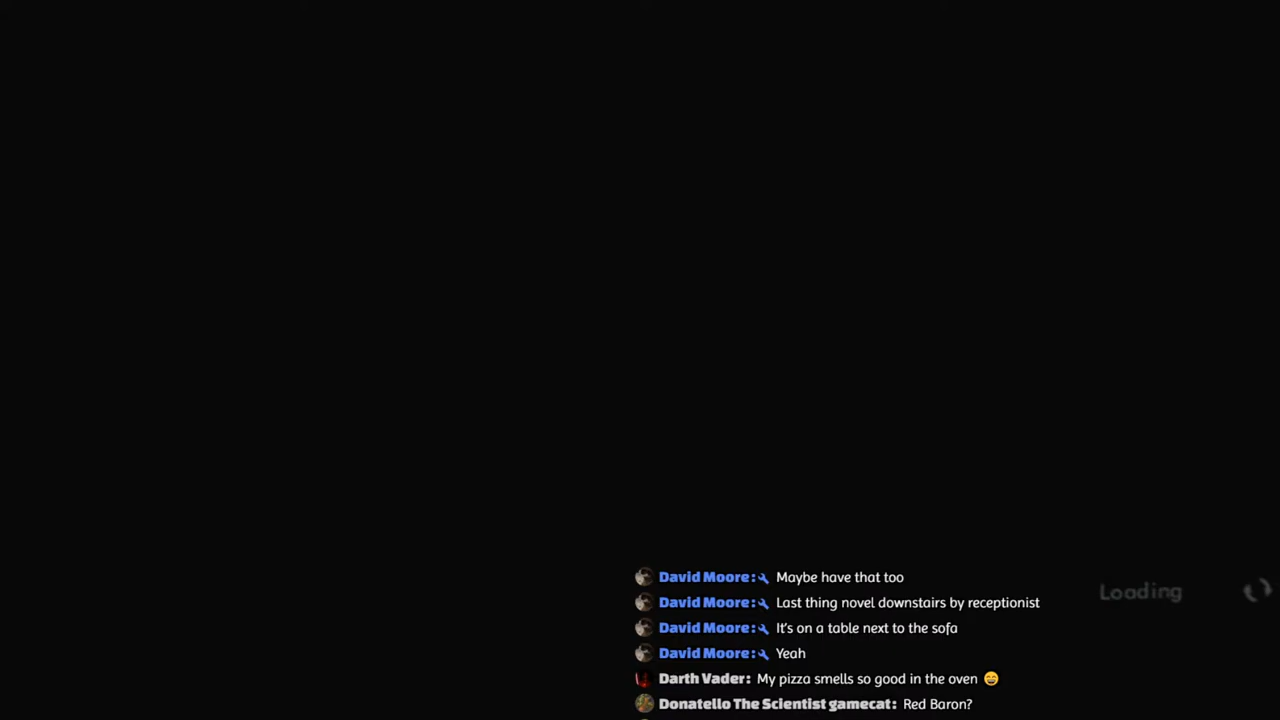 David Moore: Maybe have that too
David Moore: Last thing novel downstairs by receptionist
Loading
David Moore: It's on a table next to the sofa
David Moore: Yeah
Darth Vader: My pizza smells so good in the oven 😄
Donatello The Scientist gamecat: Red Baron?